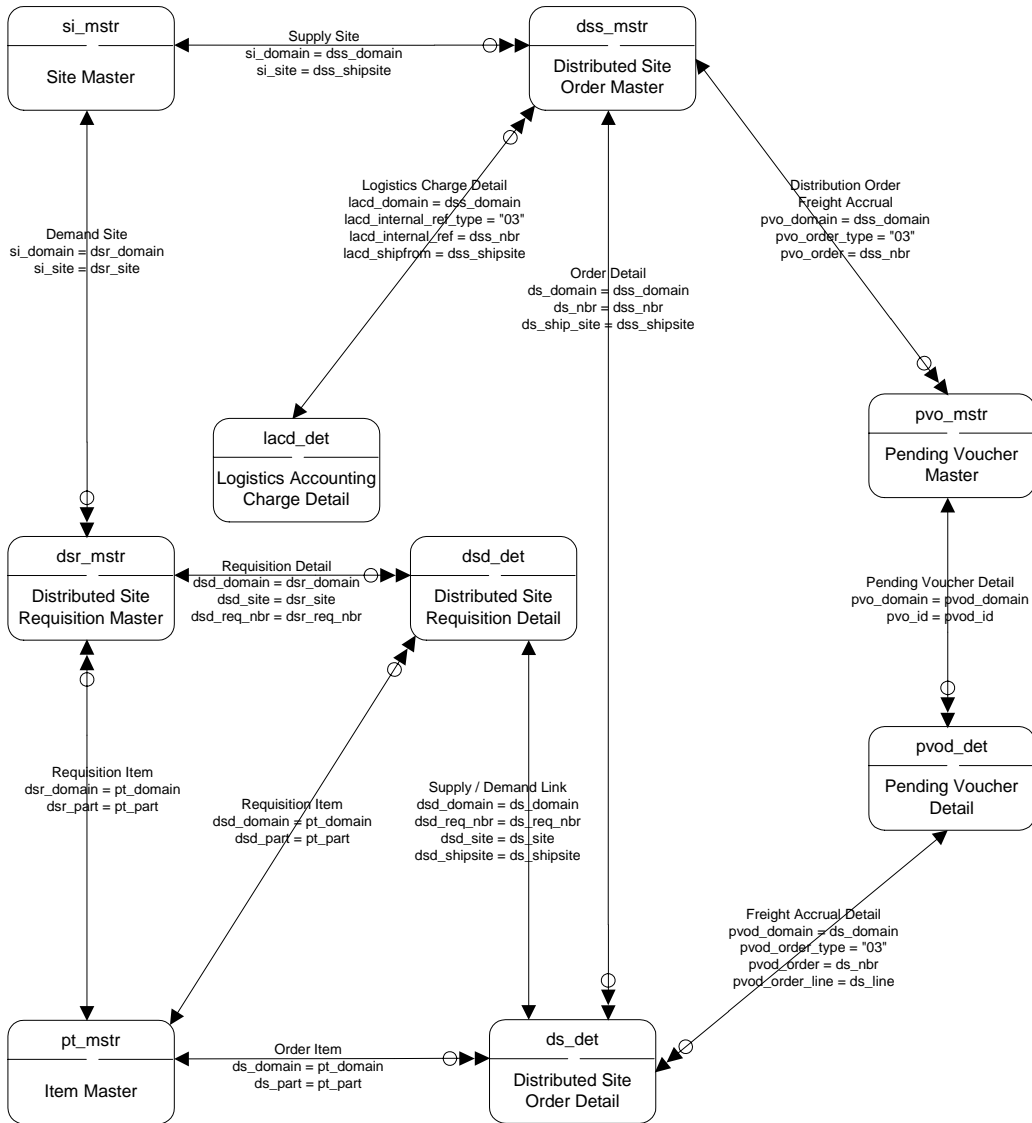 si_mstr
Site Master
Supply Site
si_domain = dss_domain
si_site = dss_shipsite
dss_mstr
Distributed Site
Order Master
Logistics Charge Detail
lacd_domain = dss_domain
lacd_internal_ref_type = "03"
lacd_internal_ref = dss_nbr
lacd_shipfrom = dss_shipsite
Distribution Order
Freight Accrual
pvo_domain = dss_domain
pvo_order_type = "03"
pvo_order = dss_nbr
Demand Site
si_domain = dsr_domain
si_site = dsr_site
Order Detail
ds_domain = dss_domain
ds_nbr = dss_nbr
ds_ship_site = dss_shipsite
lacd_det
Logistics Accounting
Charge Detail
pvo_mstr
Pending Voucher
Master
dsr_mstr
Distributed Site
Requisition Master
Requisition Detail
dsd_domain = dsr_domain
dsd_site = dsr_site
dsd_req_nbr = dsr_req_nbr
dsd_det
Distributed Site
Requisition Detail
Pending Voucher Detail
pvo_domain = pvod_domain
pvo_id = pvod_id
pvod_det
Pending Voucher
Detail
Requisition Item
dsr_domain = pt_domain
dsr_part = pt_part
Requisition Item
dsd_domain = pt_domain
dsd_part = pt_part
Supply / Demand Link
dsd_domain = ds_domain
dsd_req_nbr = ds_req_nbr
dsd_site = ds_site
dsd_shipsite = ds_shipsite
Freight Accrual Detail
pvod_domain = ds_domain
pvod_order_type = "03"
pvod_order = ds_nbr
pvod_order_line = ds_line
pt_mstr
Item Master
Order Item
ds_domain = pt_domain
ds_part = pt_part
ds_det
Distributed Site
Order Detail